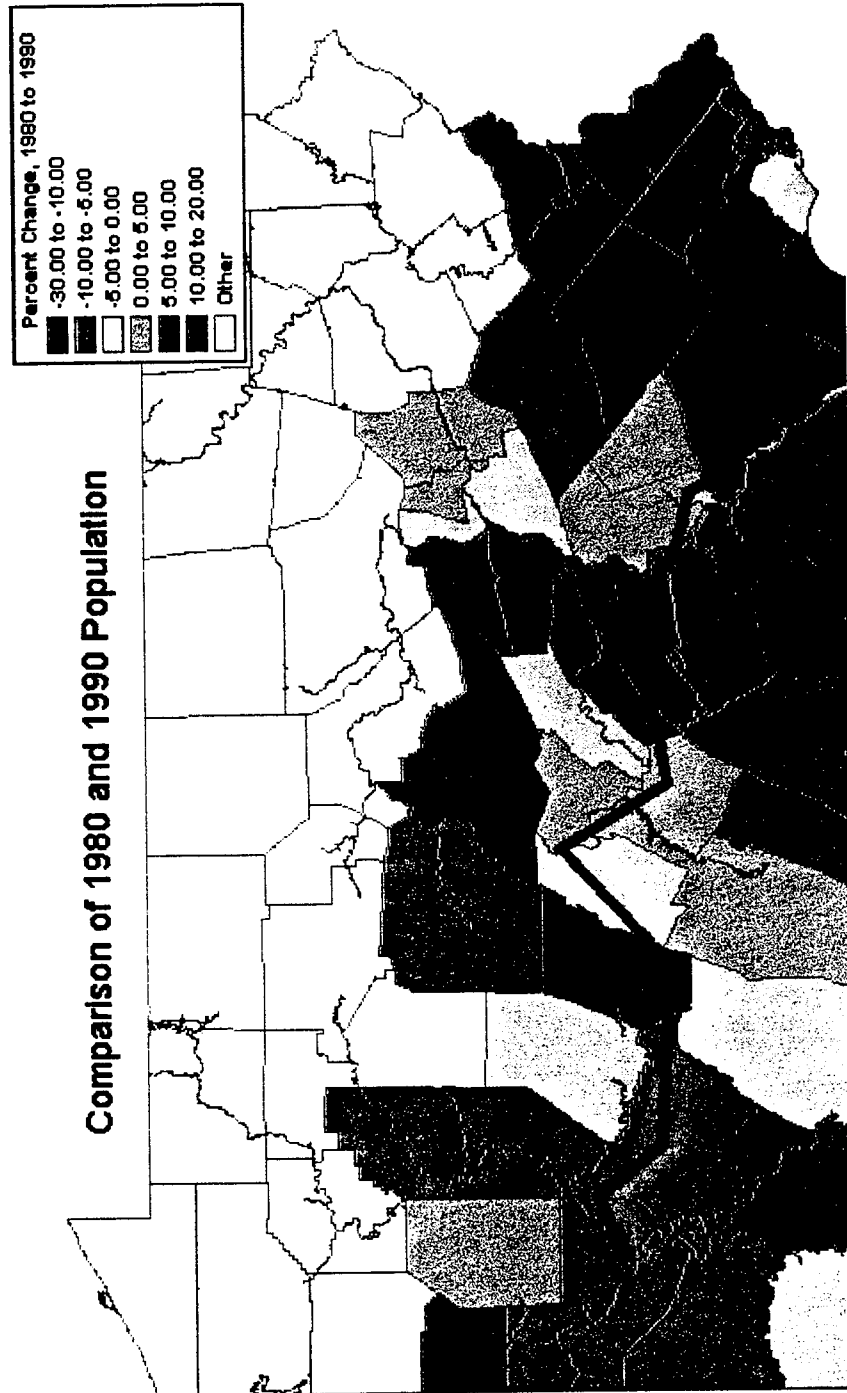 Comparison of 1980 and 1990 Population
Percent Change, 1980 to 1990
-30.00 to -10.00
-10.00 to -5.00
-5.00 to 0.00
0.00 to 5.00
5.00 to 10.00
10.00 to 20.00
Other